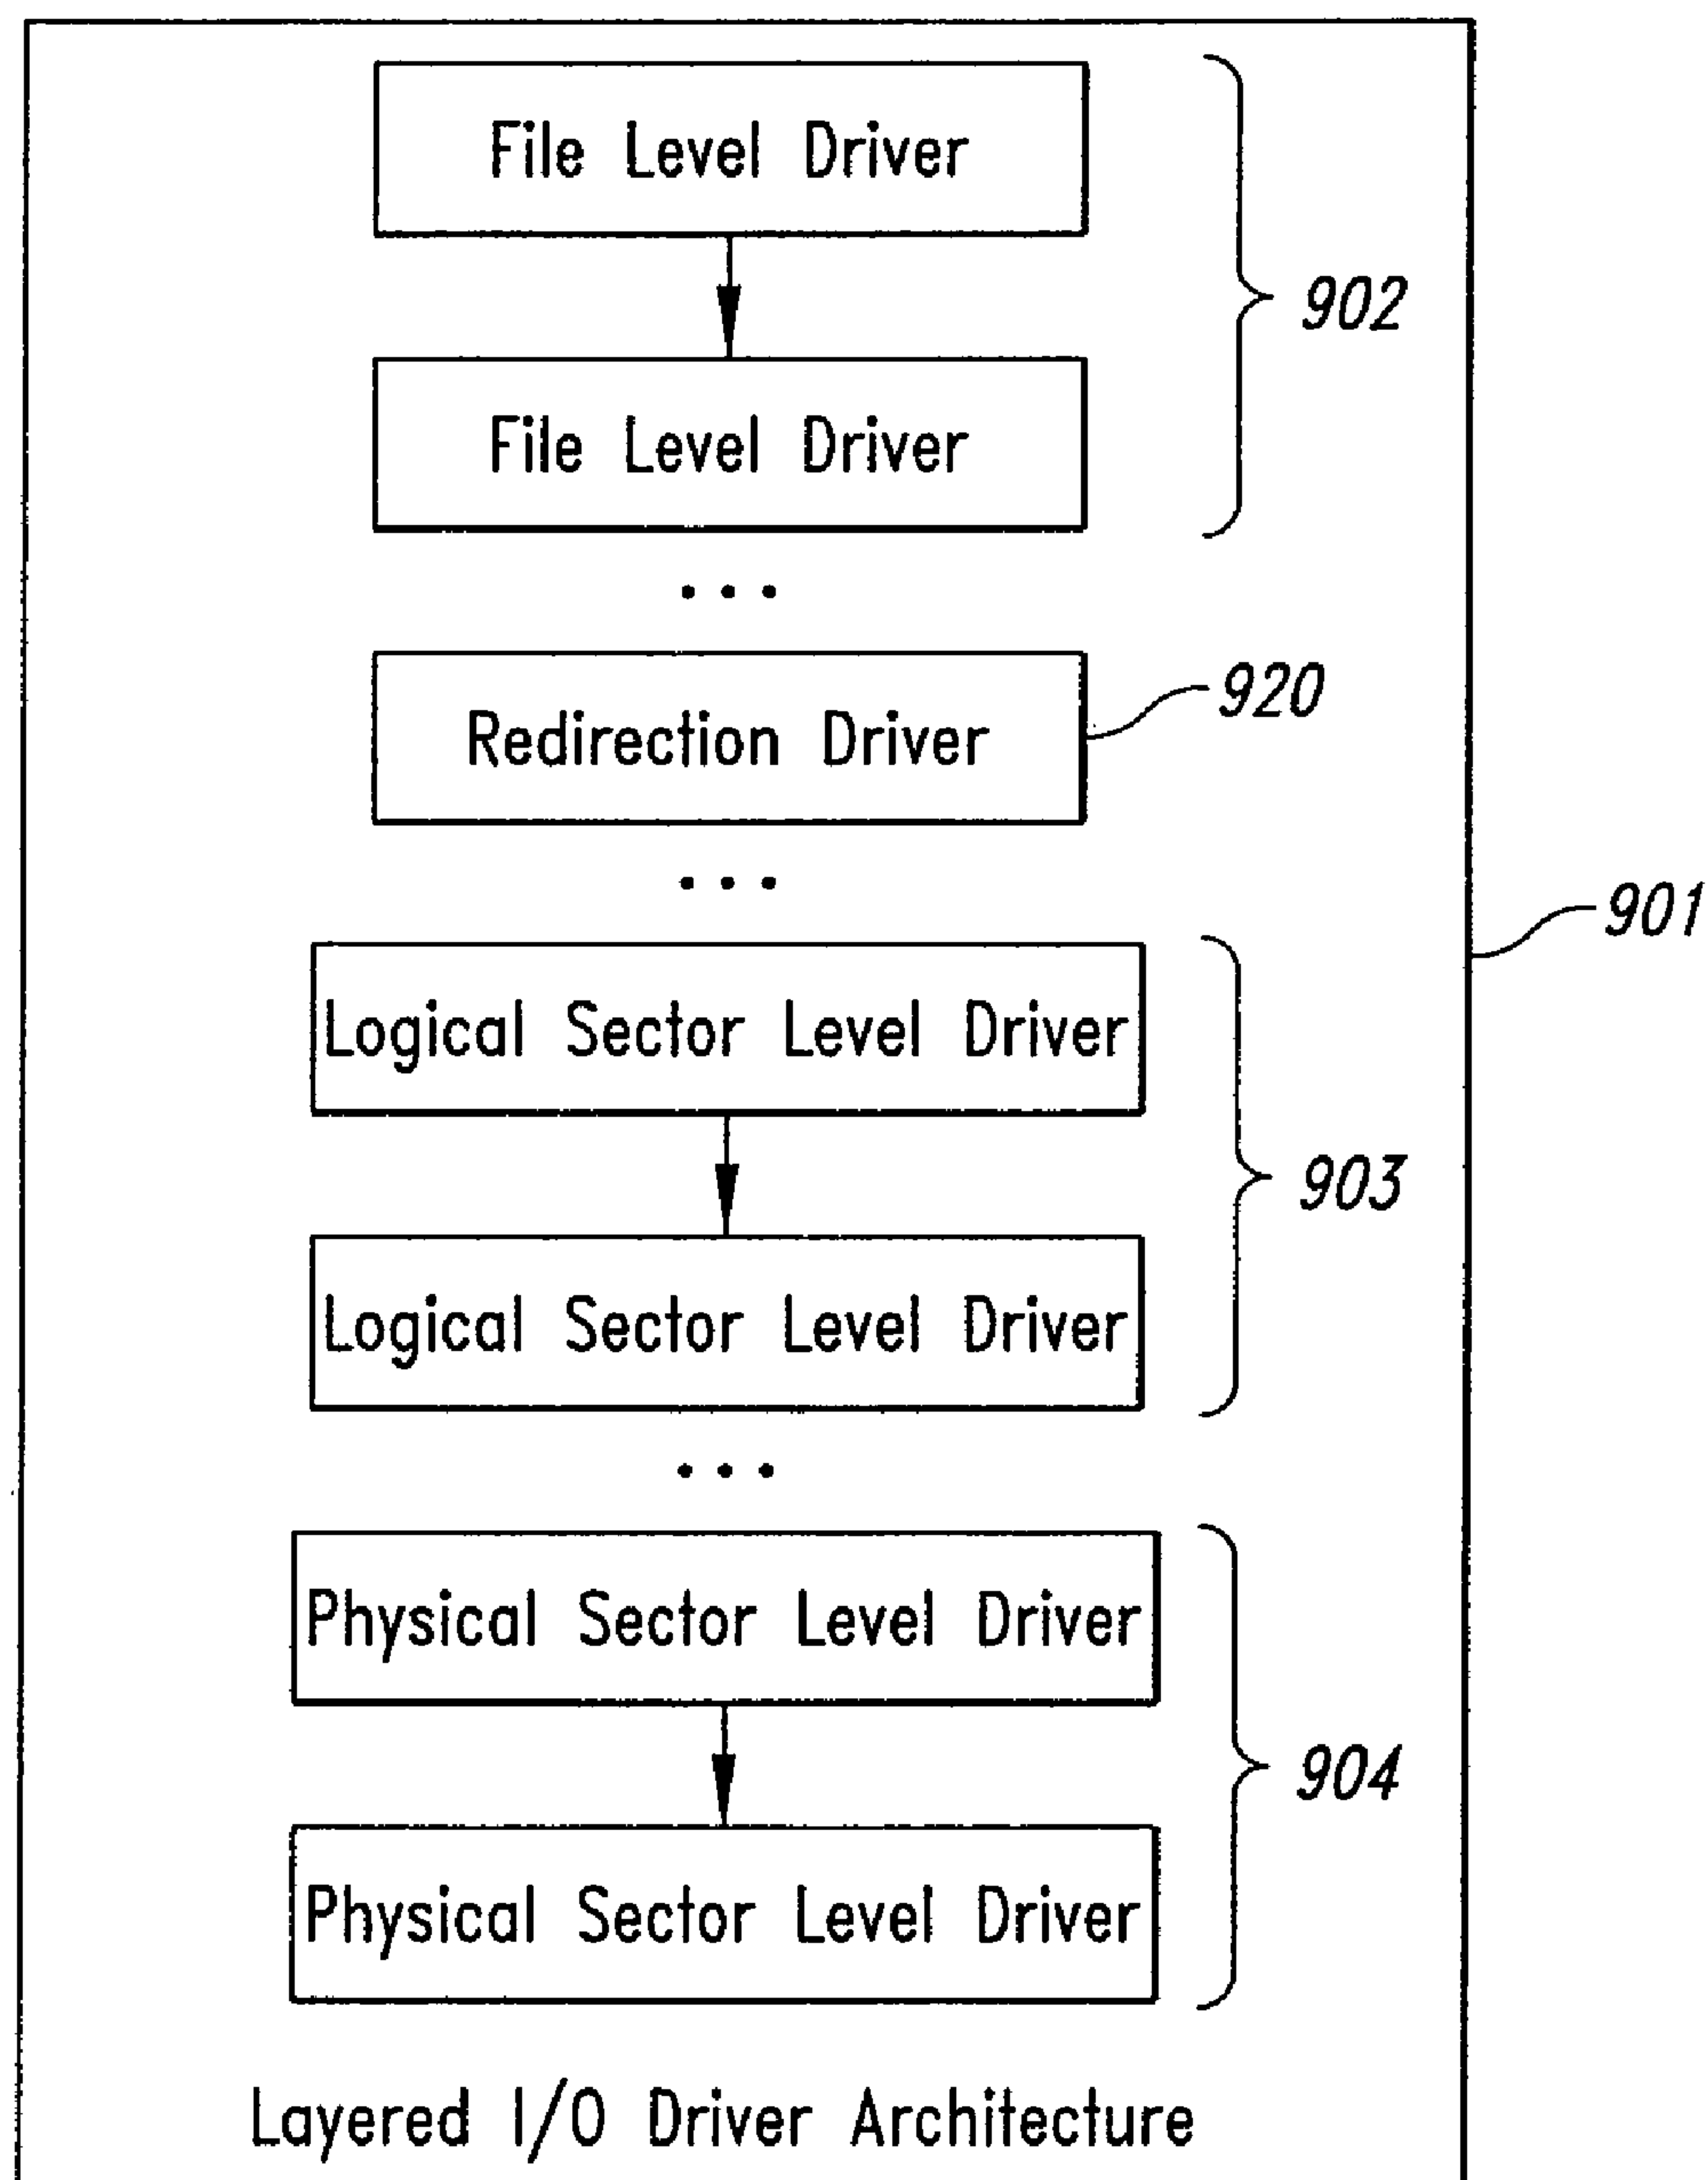 File Level Driver
902
File Level Driver
...
Redirection Driver
920
...
901
Logical Sector Level Driver
903
Logical Sector Level Driver
...
Physical Sector Level Driver
904
Physical Sector Level Driver
Layered I/O Driver Architecture